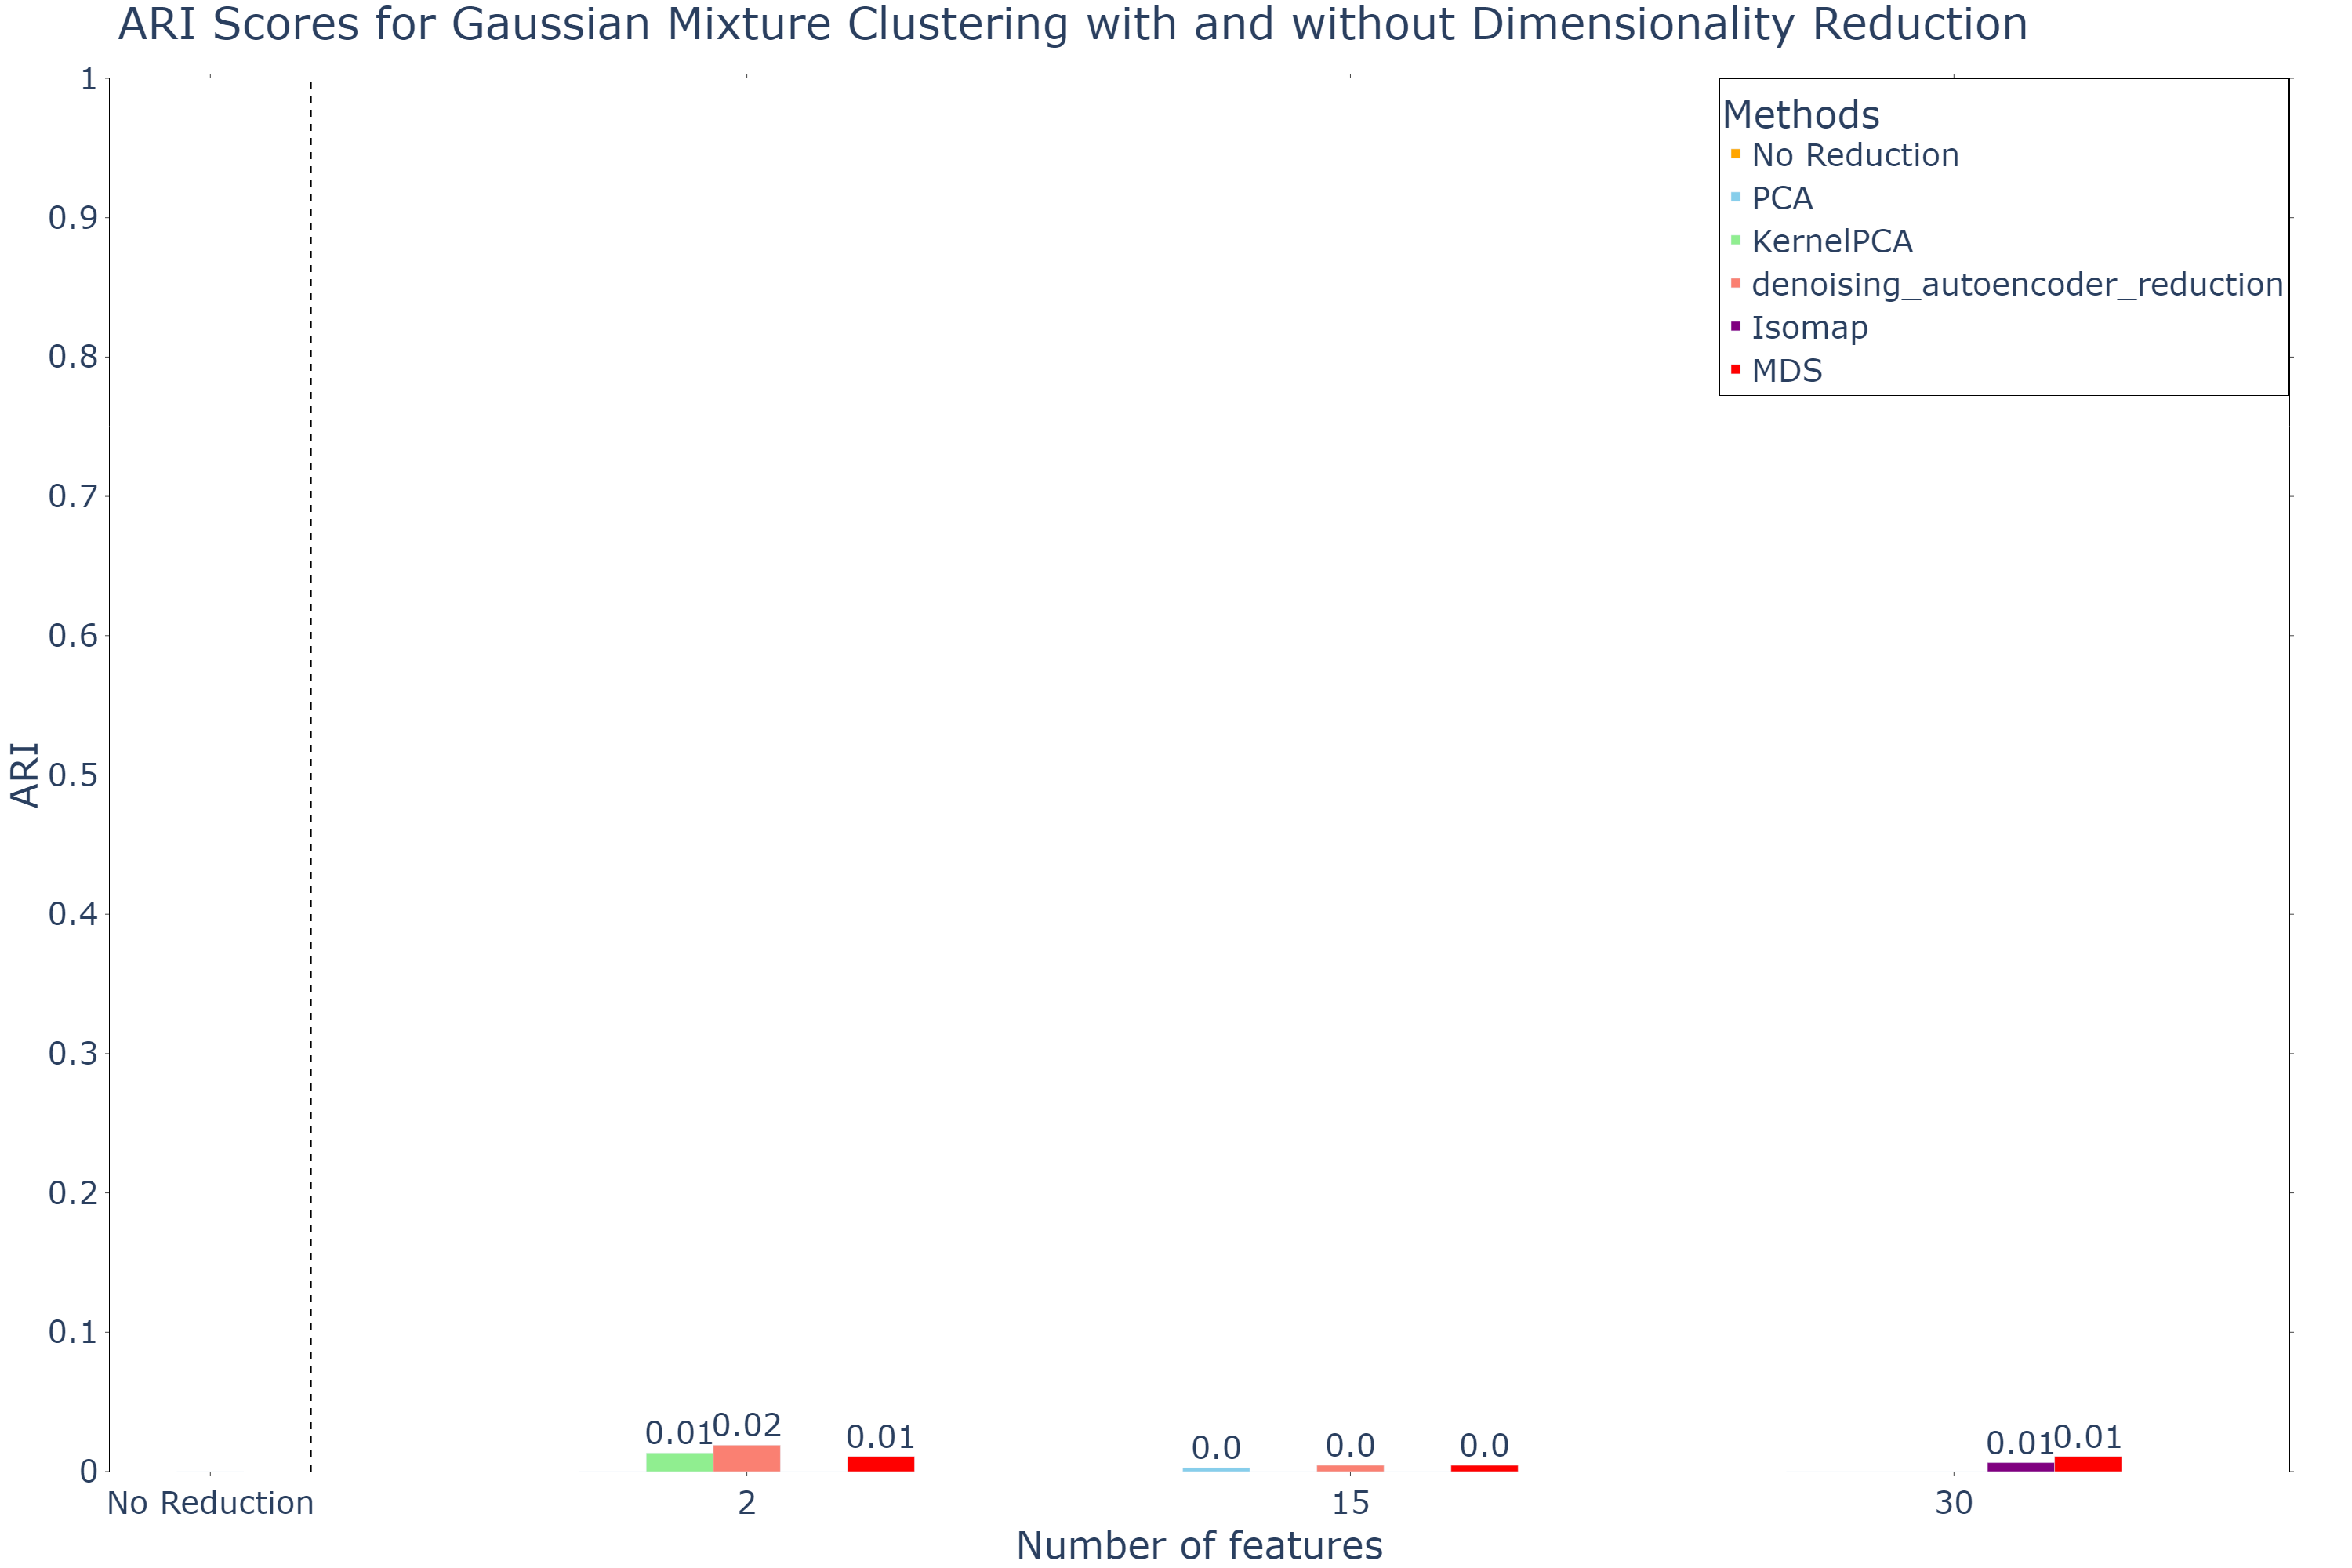 ARI Scores for Gaussian Mixture Clustering with and without Dimensionality Reduction
Methods
No Reduction
PCA
KernelPCA
denoising_autoencoder_reduction
Isomap
MDS
ARI
1
0.9
0.8
0.7
0.6
0.5
0.4
0.3
0.2
0.1
0
0.01 0.02 0.01 0.0 0.0 0.0 0.01 0.01
No Reduction 2 15 30
Number of features